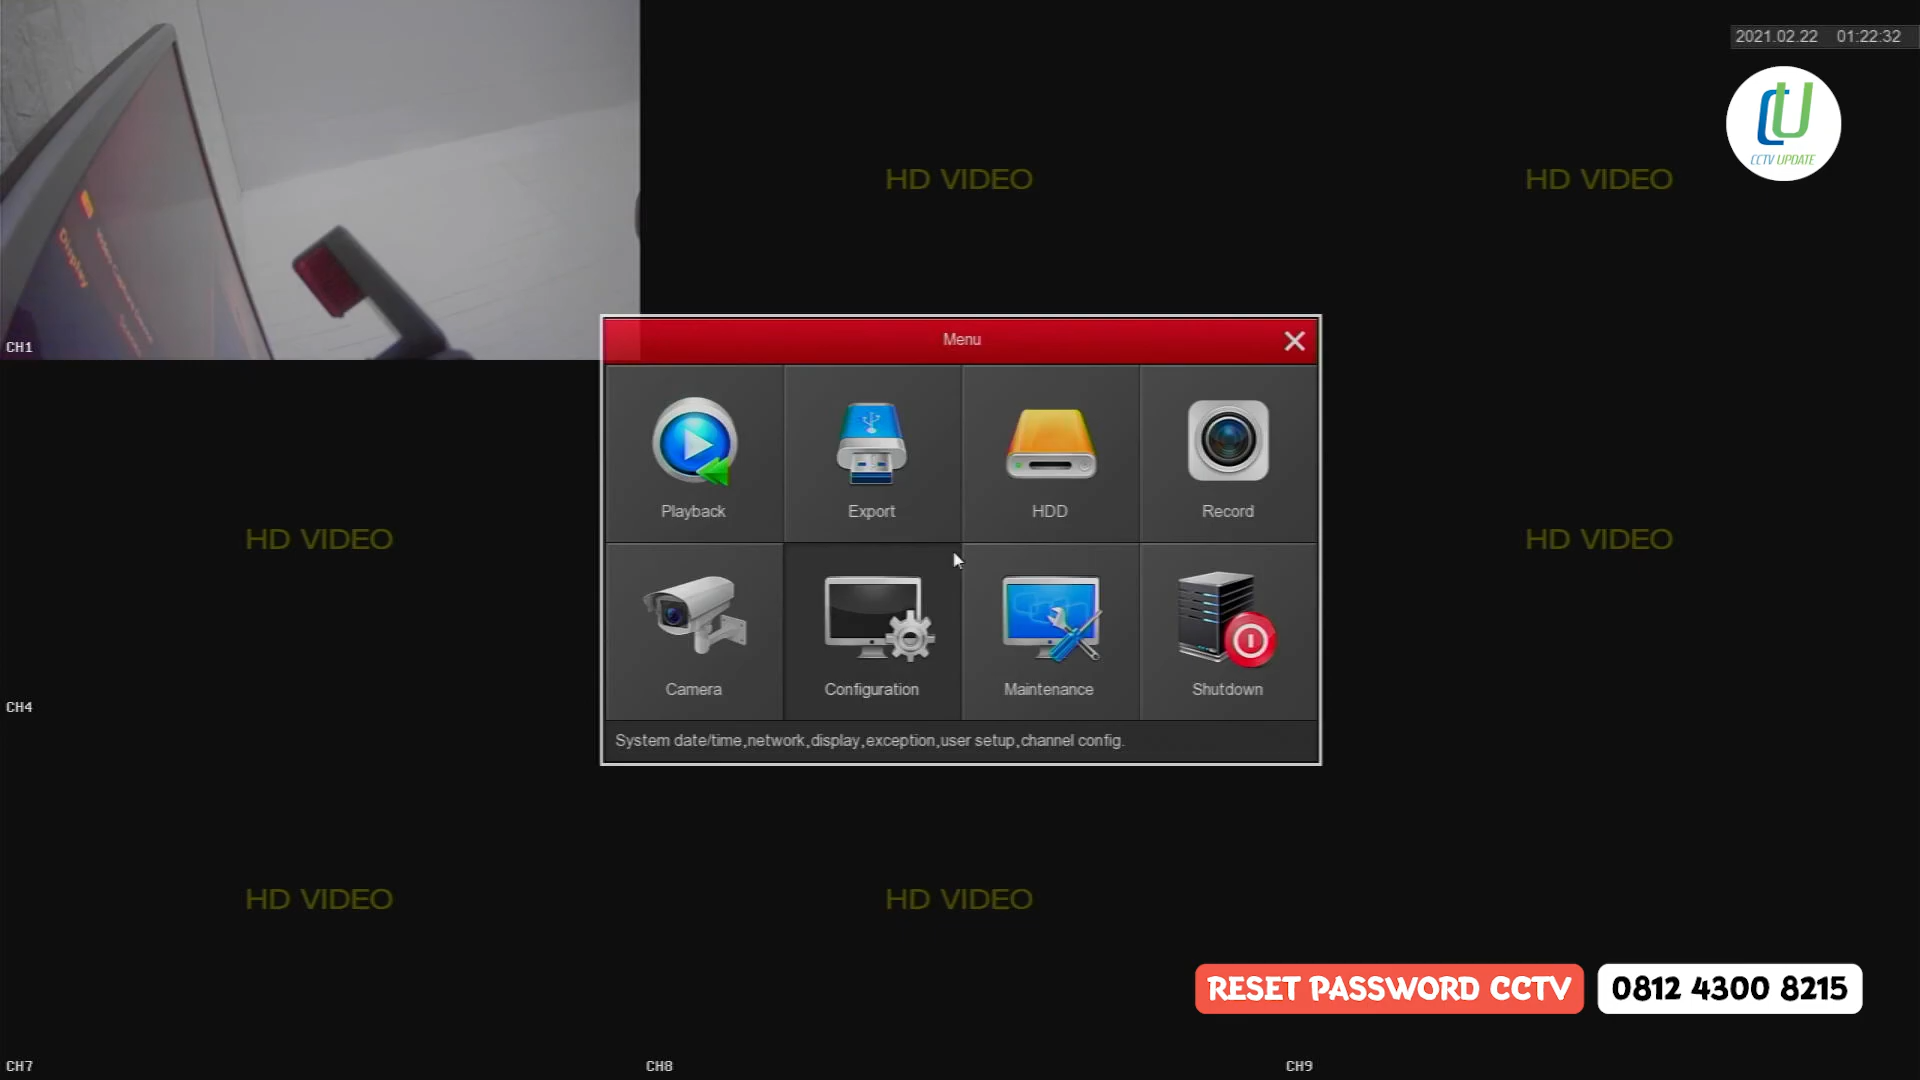 2021.02.22 01:22:32
CCTV UPDATE
HD VIDEO
HD VIDEO
Display
CH1
Menu
Playback
Export
HDD
Record
HD VIDEO
HD VIDEO
Camera
Configuration
Maintenance
Shutdown
CH4
System date/time,network,display,exception,user setup,channel config.
HD VIDEO
HD VIDEO
RESET PASSWORD CCTV
0812 4300 8215
CH7
CH8
CH9